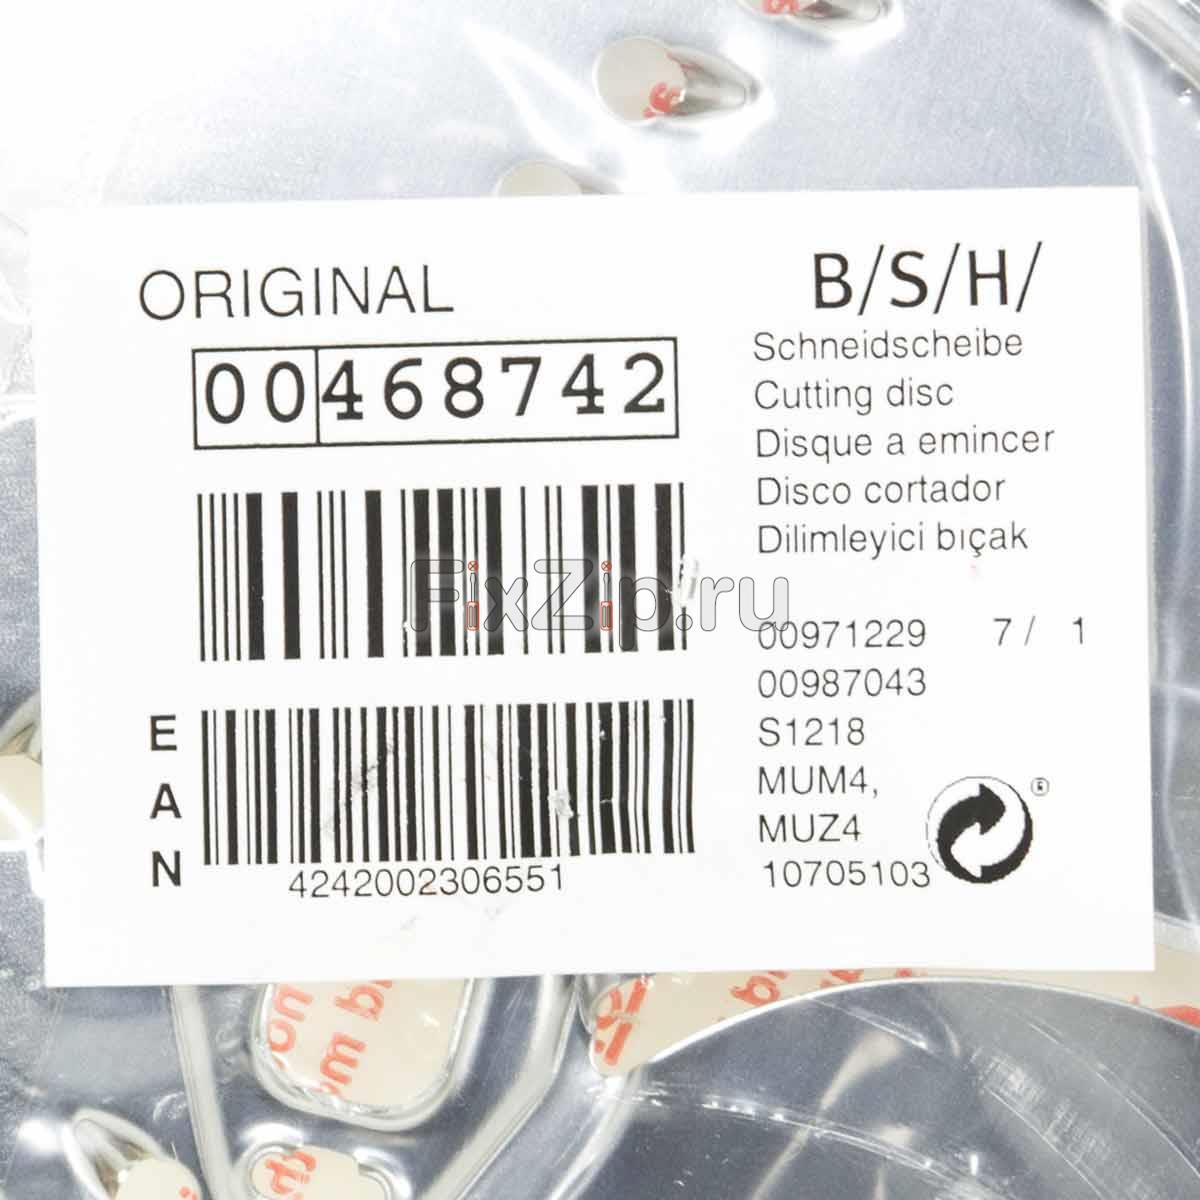 ORIGINAL
00468742
B/S/H/
Schneidscheibe
Cutting disc
Disque a emincer
Disco cortador
Dilimleyici bıçak
FixZip.ru
00971229 7 / 1
00987043
S1218
MUM4,
MUZ4
10705103
EAN
4242002306551